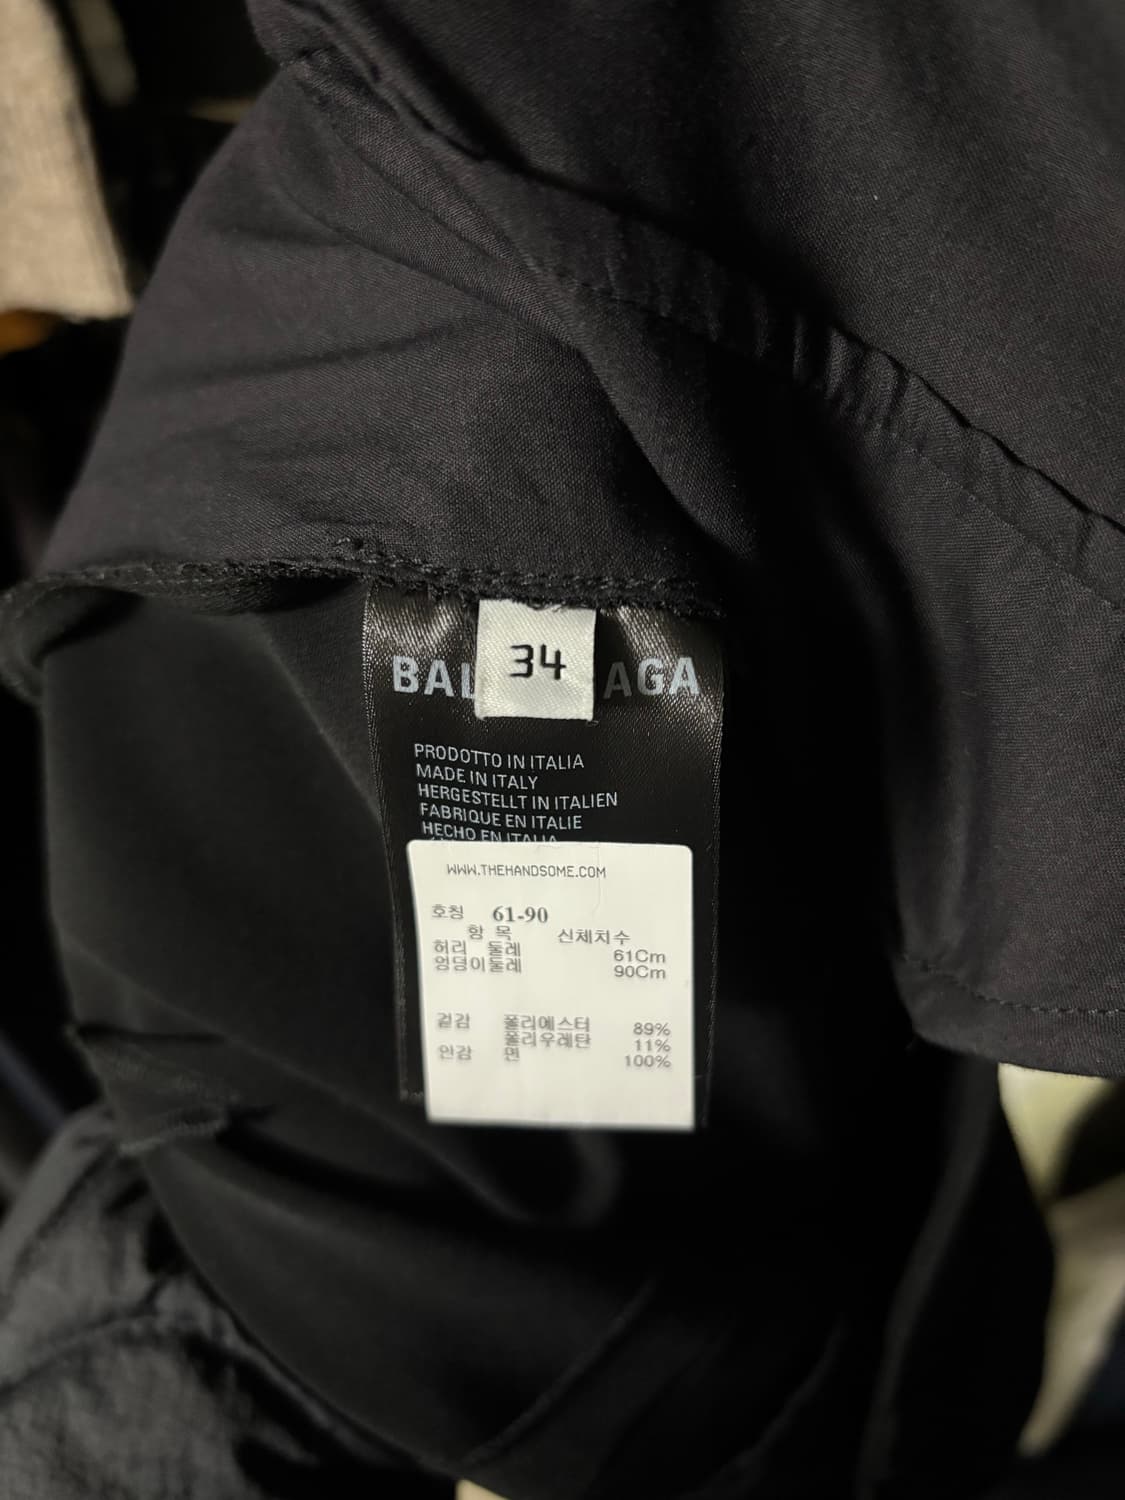 34
BAL AGA
PRODOTTO IN ITALIA
MADE IN ITALY
HERGESTELLT IN ITALIEN
FABRIQUE EN ITALIE
HECHO EN ITALIA
WWW.THEHANDSOME.COM
호칭 61-90
항 목 신체치수
허리 둘레 61Cm
엉덩이둘레 90Cm
겉감 폴리에스터 89%
폴리우레탄 11%
안감 면 100%